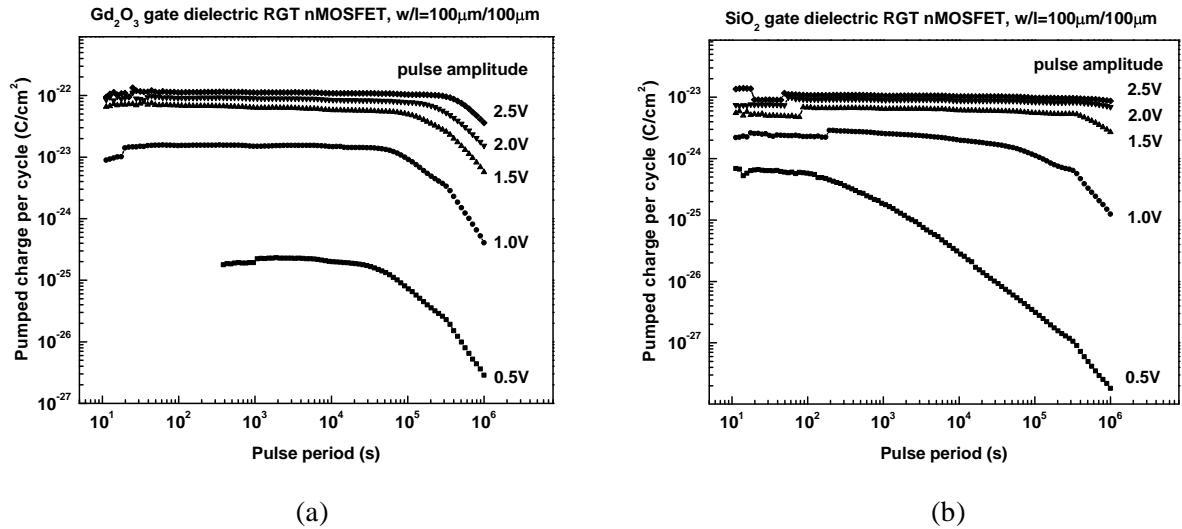 Gd₂O₃ gate dielectric RGT nMOSFET, w/l=100μm/100μm
pulse amplitude
2.5V
2.0V
1.5V
1.0V
0.5V
10⁻²²
10⁻²³
10⁻²⁴
10⁻²⁵
10⁻²⁶
10⁻²⁷
Pumped charge per cycle (C/cm²)
10¹ 10² 10³ 10⁴ 10⁵ 10⁶
Pulse period (s)
(a)
SiO₂ gate dielectric RGT nMOSFET, w/l=100μm/100μm
pulse amplitude
2.5V
2.0V
1.5V
1.0V
0.5V
10⁻²³
10⁻²⁴
10⁻²⁵
10⁻²⁶
10⁻²⁷
Pumped charge per cycle (C/cm²)
10¹ 10² 10³ 10⁴ 10⁵ 10⁶
Pulse period (s)
(b)